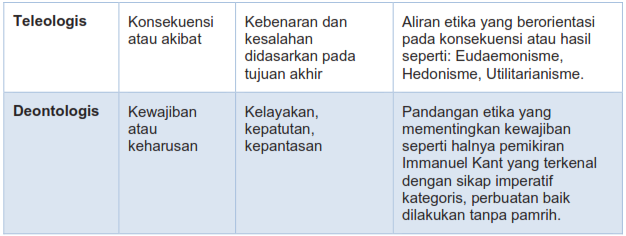 Teleologis
Konsekuensi
atau akibat
Kebenaran dan
kesalahan
didasarkan pada
tujuan akhir
Aliran etika yang berorientasi
pada konsekuensi atau hasil
seperti: Eudaemonisme,
Hedonisme, Utilitarianisme.
Deontologis
Kewajiban
atau
keharusan
Kelayakan,
kepatutan,
kepantasan
Pandangan etika yang
mementingkan kewajiban
seperti halnya pemikiran
Immanuel Kant yang terkenal
dengan sikap imperatif
kategoris, perbuatan baik
dilakukan tanpa pamrih.